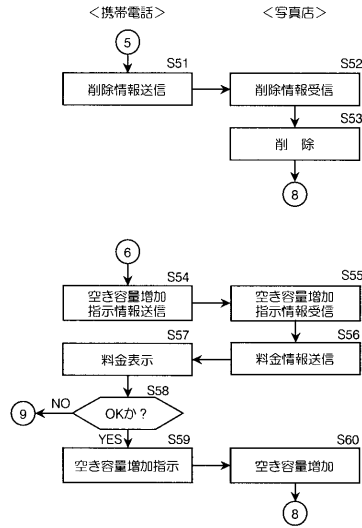 <携帯電話> <写真店>
5
S51 S52
削除情報送信 削除情報受信
S53
削 除
8
6
S54 S55
空き容量増加 空き容量増加
指示情報送信 指示情報受信
S57 S56
料金表示 料金情報送信
S58
9 NO OKか?
YES S59 S60
空き容量増加指示 空き容量増加
8